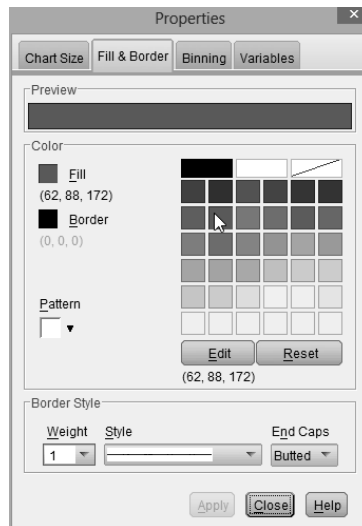 Properties
Chart Size Fill & Border Binning Variables
Preview
Color
Fill
(62, 88, 172)
Border
(0, 0, 0)
Pattern
Edit Reset
(62, 88, 172)
Border Style
Weight Style End Caps
1 Butted
Apply Close Help